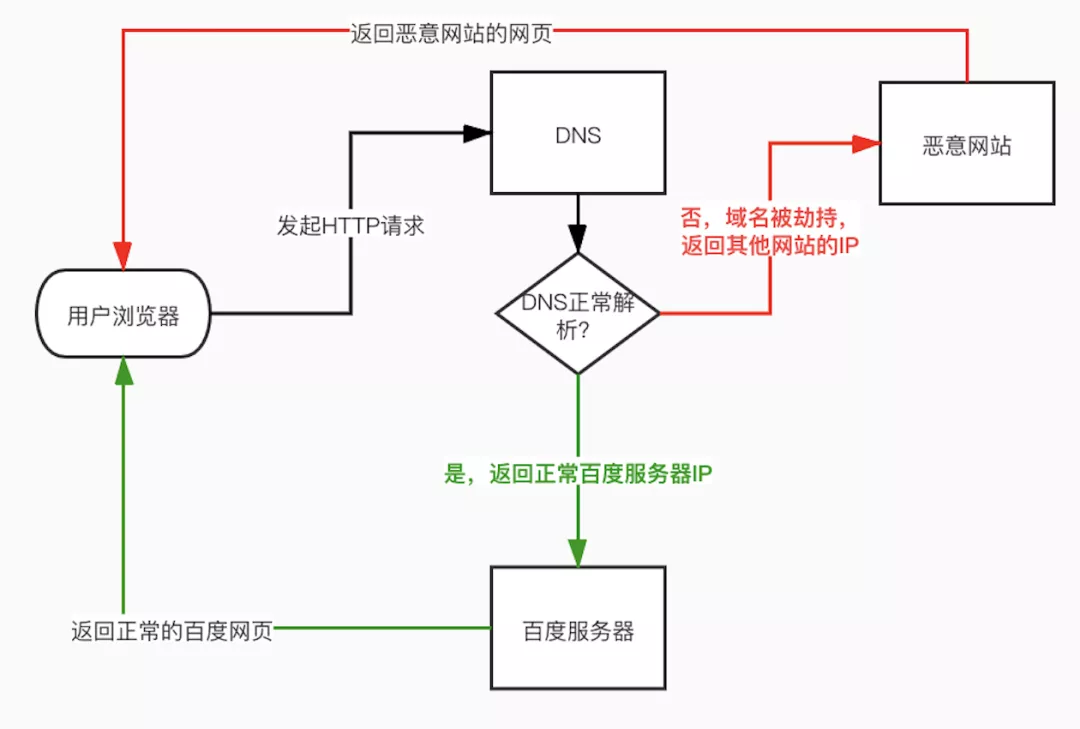 返回恶意网站的网页
DNS
恶意网站
发起HTTP请求
否，域名被劫持，
返回其他网站的IP
用户浏览器
DNS正常解
析?
是，返回正常百度服务器IP
返回正常的百度网页
百度服务器